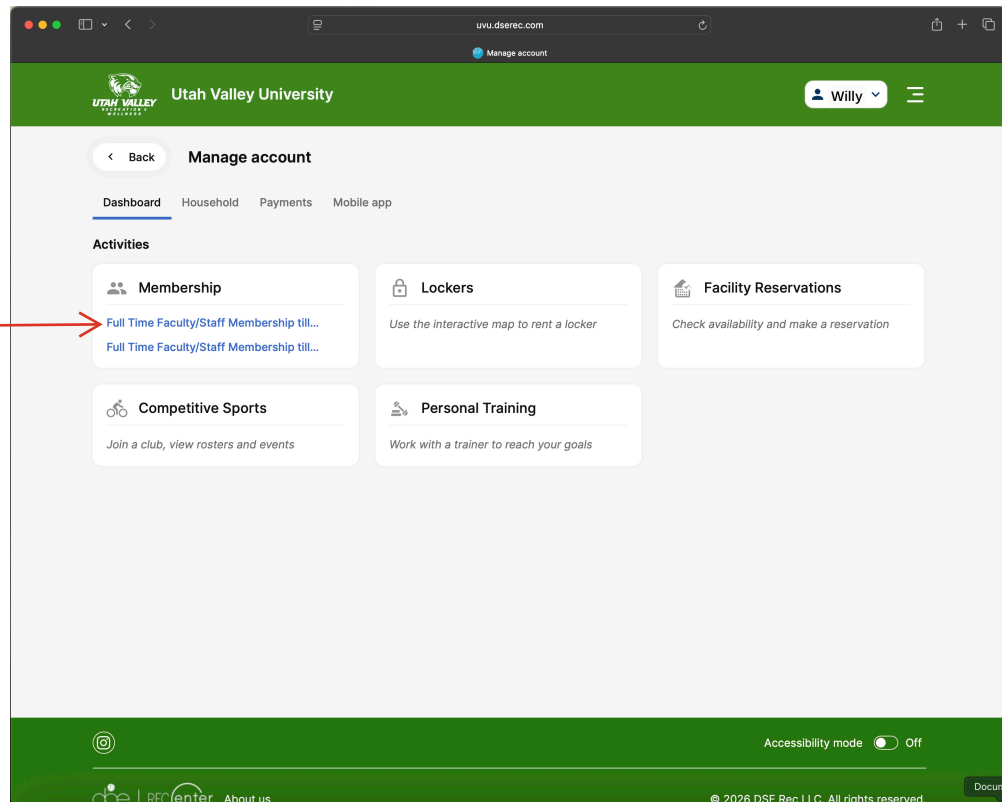 uvu.dserec.com
Manage account
UTAH VALLEY
RECREATION &
WELLNESS
Utah Valley University
Willy
Back
Manage account
Dashboard
Household
Payments
Mobile app
Activities
Membership
Full Time Faculty/Staff Membership till...
Full Time Faculty/Staff Membership till...
Lockers
Use the interactive map to rent a locker
Facility Reservations
Check availability and make a reservation
Competitive Sports
Join a club, view rosters and events
Personal Training
Work with a trainer to reach your goals
Accessibility mode
Off
RECenter
About us
© 2026 DSE Rec LLC. All rights reserved
Docum